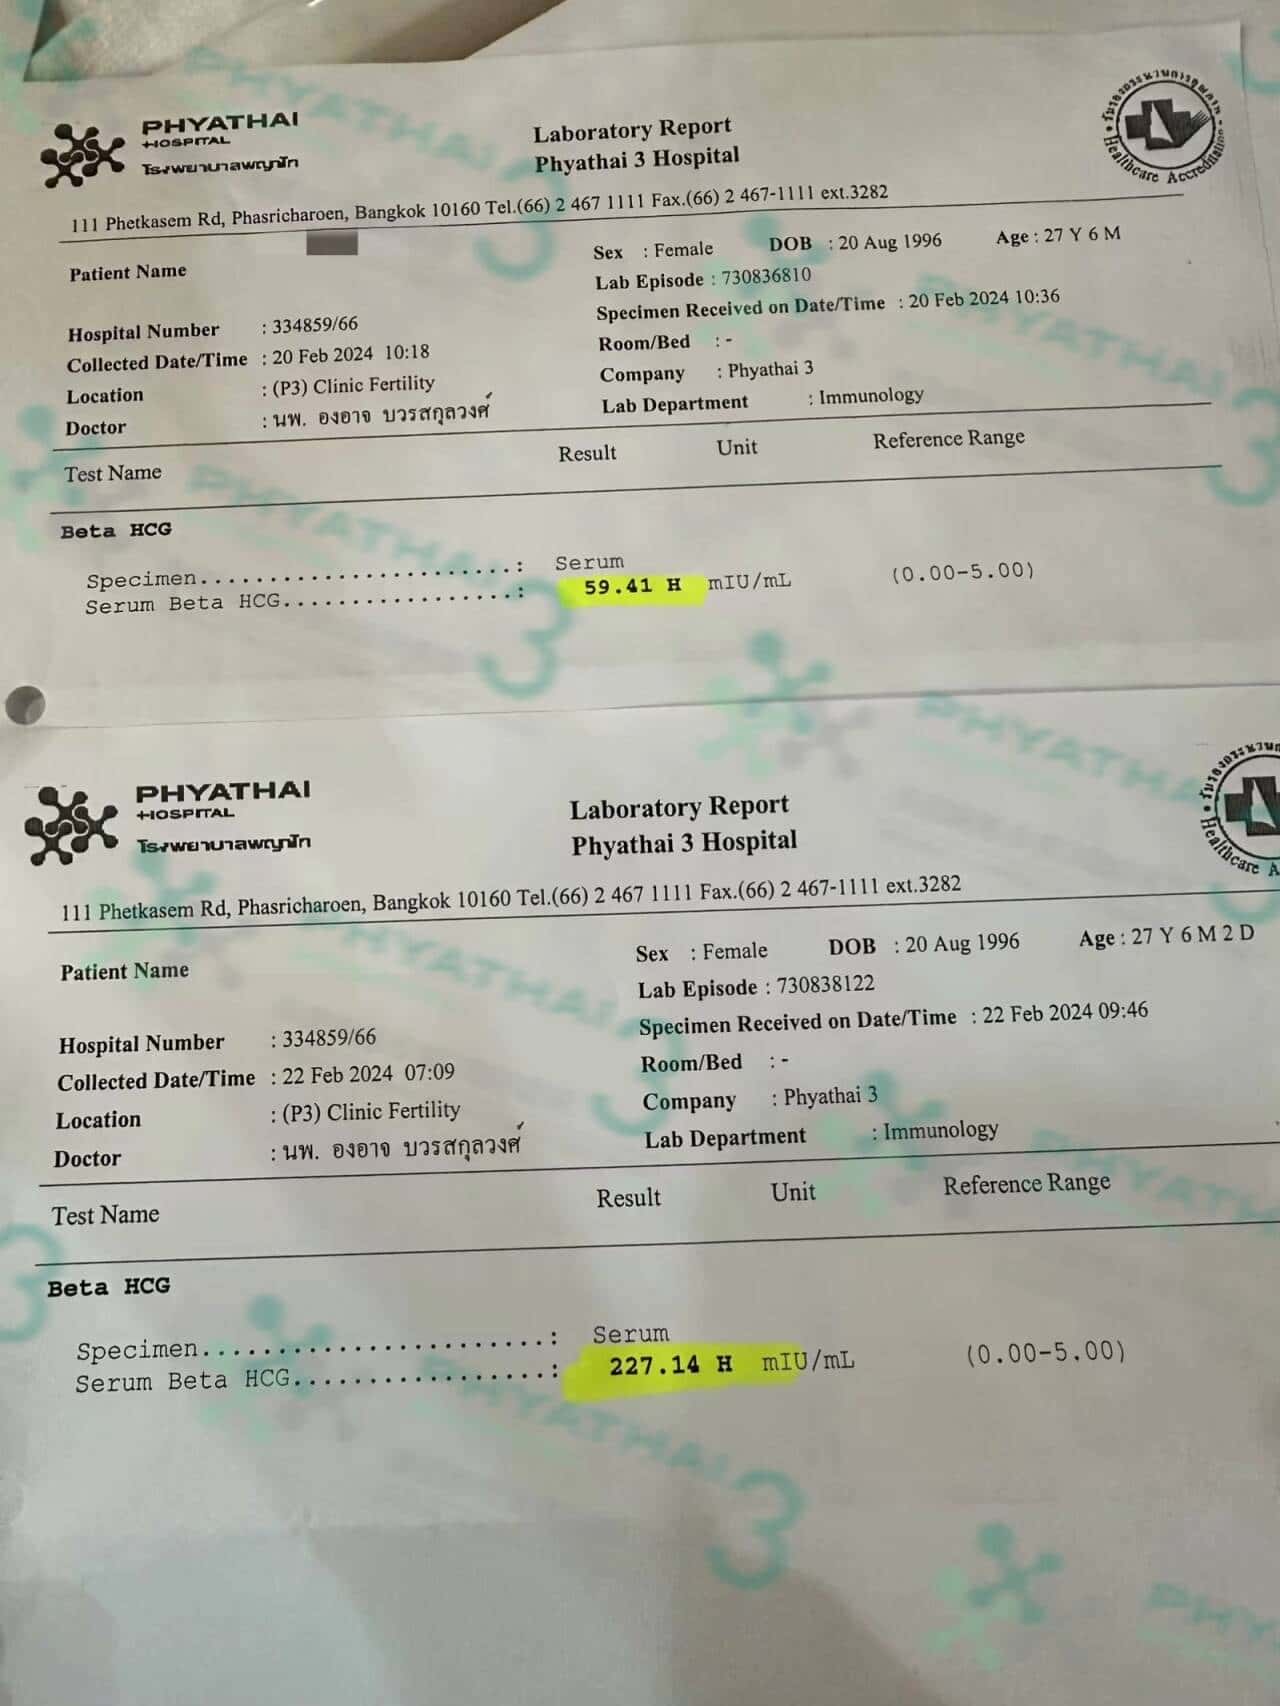 PHYATHAI
HOSPITAL
โรงพยาบาลพญาไท
Laboratory Report
Phyathai 3 Hospital
Healthcare Accreditation
111 Phetkasem Rd, Phasricharoen, Bangkok 10160 Tel.(66) 2 467 1111 Fax.(66) 2 467-1111 ext.3282
Patient Name
Sex : Female DOB : 20 Aug 1996 Age : 27 Y 6 M
Lab Episode : 730836810
Hospital Number : 334859/66 Specimen Received on Date/Time : 20 Feb 2024 10:36
Collected Date/Time : 20 Feb 2024 10:18 Room/Bed : -
Location : (P3) Clinic Fertility Company : Phyathai 3
Doctor : นพ. องอาจ บวรสกุลวงศ์ Lab Department : Immunology
Test Name Result Unit Reference Range
Beta HCG
Specimen.......................: Serum
Serum Beta HCG.................: 59.41 H mIU/mL (0.00-5.00)
PHYATHAI 3
PHYATHAI
HOSPITAL
โรงพยาบาลพญาไท
Laboratory Report
Phyathai 3 Hospital
Healthcare
111 Phetkasem Rd, Phasricharoen, Bangkok 10160 Tel.(66) 2 467 1111 Fax.(66) 2 467-1111 ext.3282
Patient Name
Sex : Female DOB : 20 Aug 1996 Age : 27 Y 6 M 2 D
Lab Episode : 730838122
Hospital Number : 334859/66 Specimen Received on Date/Time : 22 Feb 2024 09:46
Collected Date/Time : 22 Feb 2024 07:09 Room/Bed : -
Location : (P3) Clinic Fertility Company : Phyathai 3
Doctor : นพ. องอาจ บวรสกุลวงศ์ Lab Department : Immunology
Test Name Result Unit Reference Range
Beta HCG
Specimen.......................: Serum
Serum Beta HCG.................: 227.14 H mIU/mL (0.00-5.00)
PHYATHAI 3